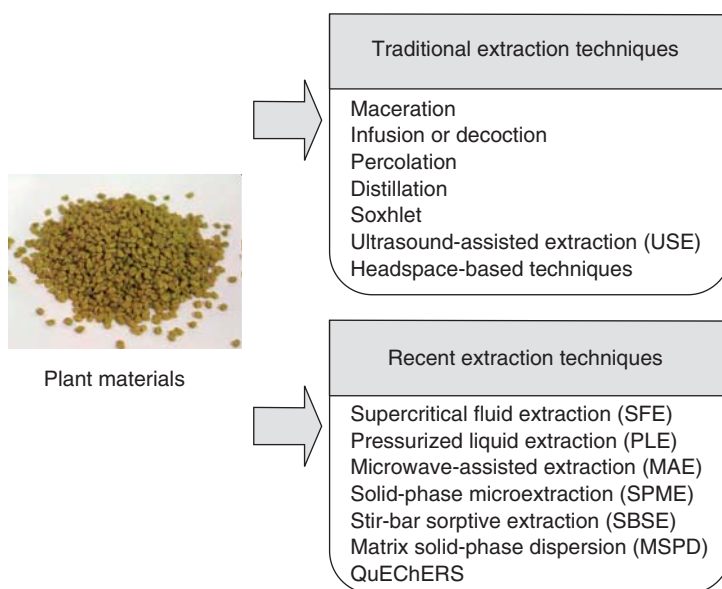 Traditional extraction techniques
Maceration
Infusion or decoction
Percolation
Distillation
Soxhlet
Ultrasound-assisted extraction (USE)
Headspace-based techniques
Plant materials
Recent extraction techniques
Supercritical fluid extraction (SFE)
Pressurized liquid extraction (PLE)
Microwave-assisted extraction (MAE)
Solid-phase microextraction (SPME)
Stir-bar sorptive extraction (SBSE)
Matrix solid-phase dispersion (MSPD)
QuEChERS